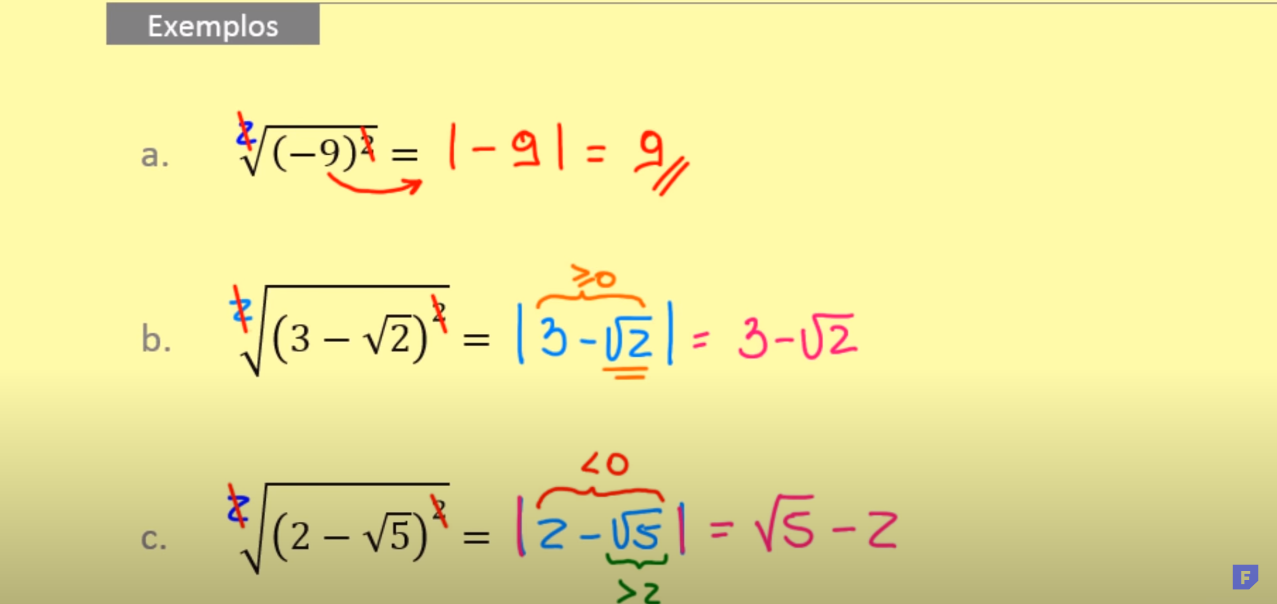 Exemplos
a. ²√(−9)² = |−9| = 9
≥0
b. ²√(3 − √2)² = |3−√2| = 3−√2
<0
c. ²√(2 − √5)² = |2−√5| = √5 − 2
>2
F